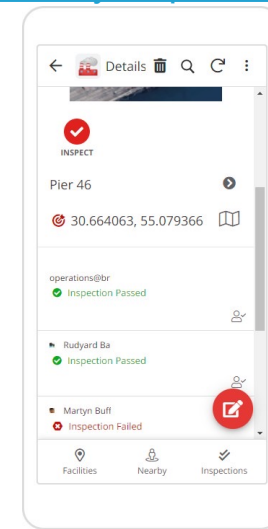 Details
INSPECT
Pier 46
30.664063, 55.079366
operations@br
Inspection Passed
Rudyard Ba
Inspection Passed
Martyn Buff
Inspection Failed
Facilities Nearby Inspections